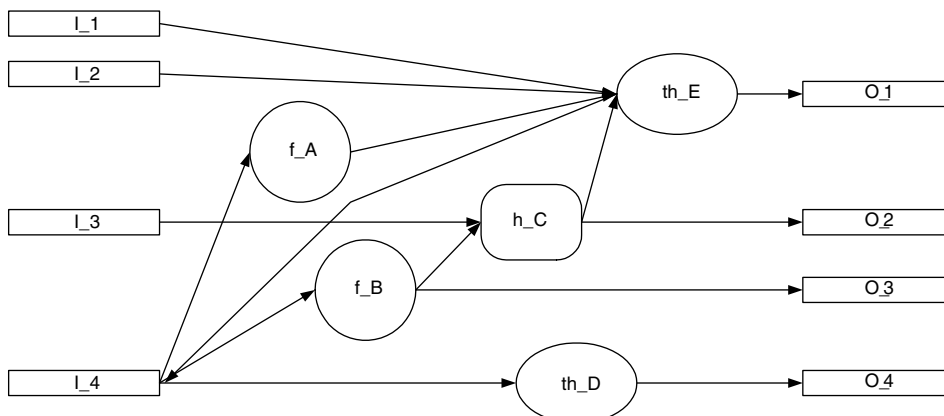 I_1
I_2
th_E
O_1
f_A
I_3
h_C
O_2
f_B
O_3
I_4
th_D
O_4